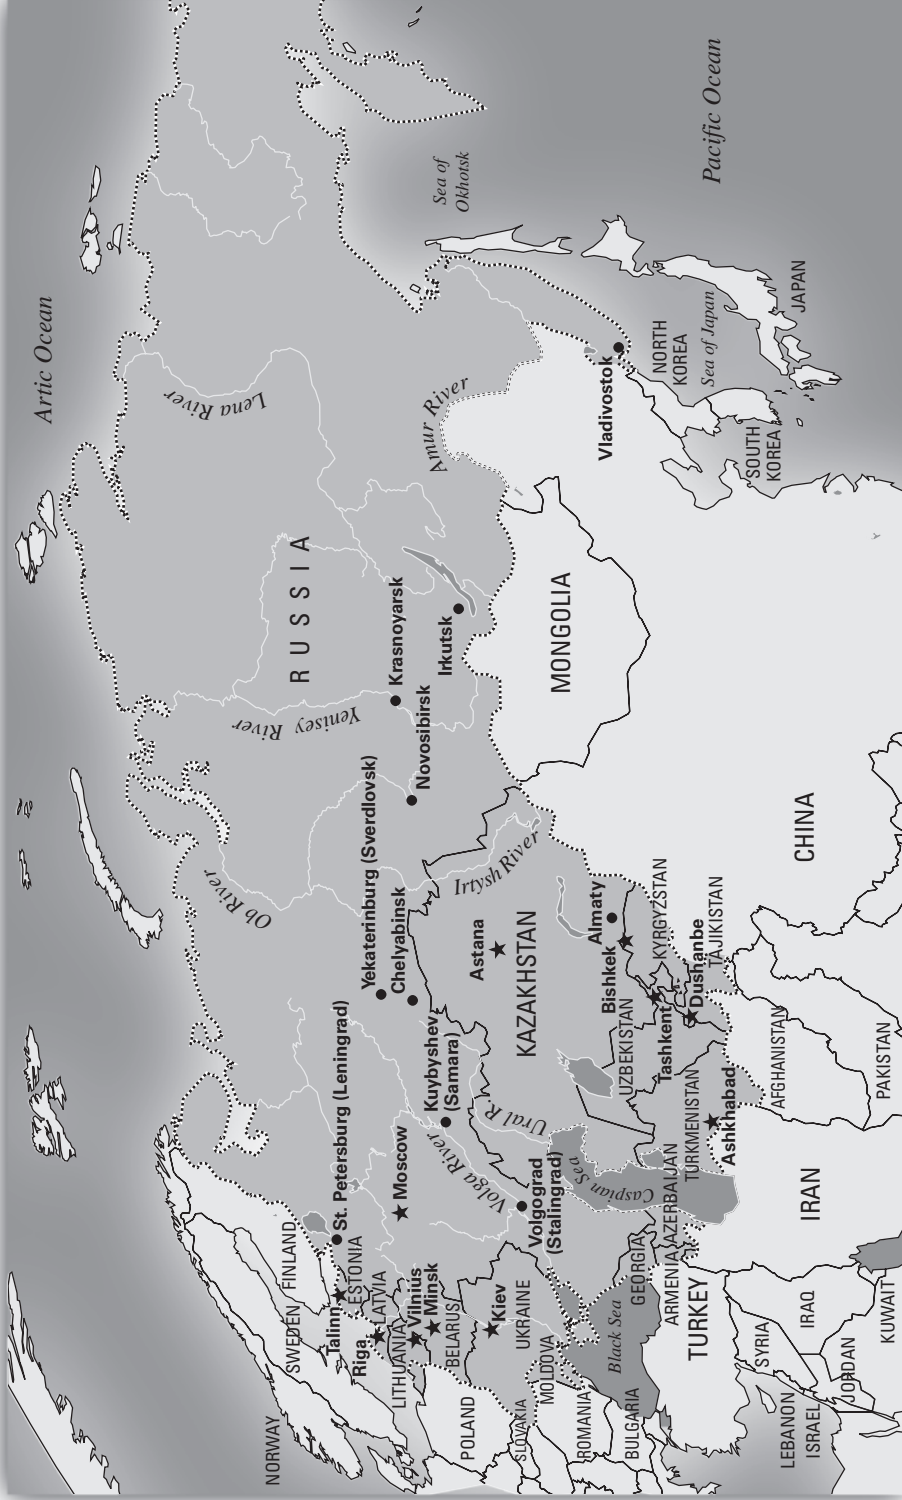 Artic Ocean
Pacific Ocean
Sea of
Okhotsk
Sea of Japan
JAPAN
NORTH
KOREA
SOUTH
KOREA
Vladivostok
Amur River
Lena River
RUSSIA
Yenisey River
Krasnoyarsk
Irkutsk
Novosibirsk
MONGOLIA
CHINA
Ob River
Irtysh River
Yekaterinburg (Sverdlovsk)
Chelyabinsk
Astana
KAZAKHSTAN
Almaty
Bishkek
KYRGYZSTAN
Dushanbe
TAJIKISTAN
UZBEKISTAN
Tashkent
TURKMENISTAN
Ashkhabad
AFGHANISTAN
PAKISTAN
Kuybyshev
(Samara)
St. Petersburg (Leningrad)
Moscow
Volga River
Ural R.
Volgograd
(Stalingrad)
Caspian Sea
IRAN
FINLAND
SWEDEN
NORWAY
ESTONIA
Talinn
LATVIA
Riga
LITHUANIA
Vilnius
Minsk
BELARUS
Kiev
UKRAINE
MOLDOVA
POLAND
SLOVAKIA
ROMANIA
BULGARIA
Black Sea
GEORGIA
ARMENIA
AZERBAIJAN
TURKEY
SYRIA
IRAQ
KUWAIT
JORDAN
LEBANON
ISRAEL